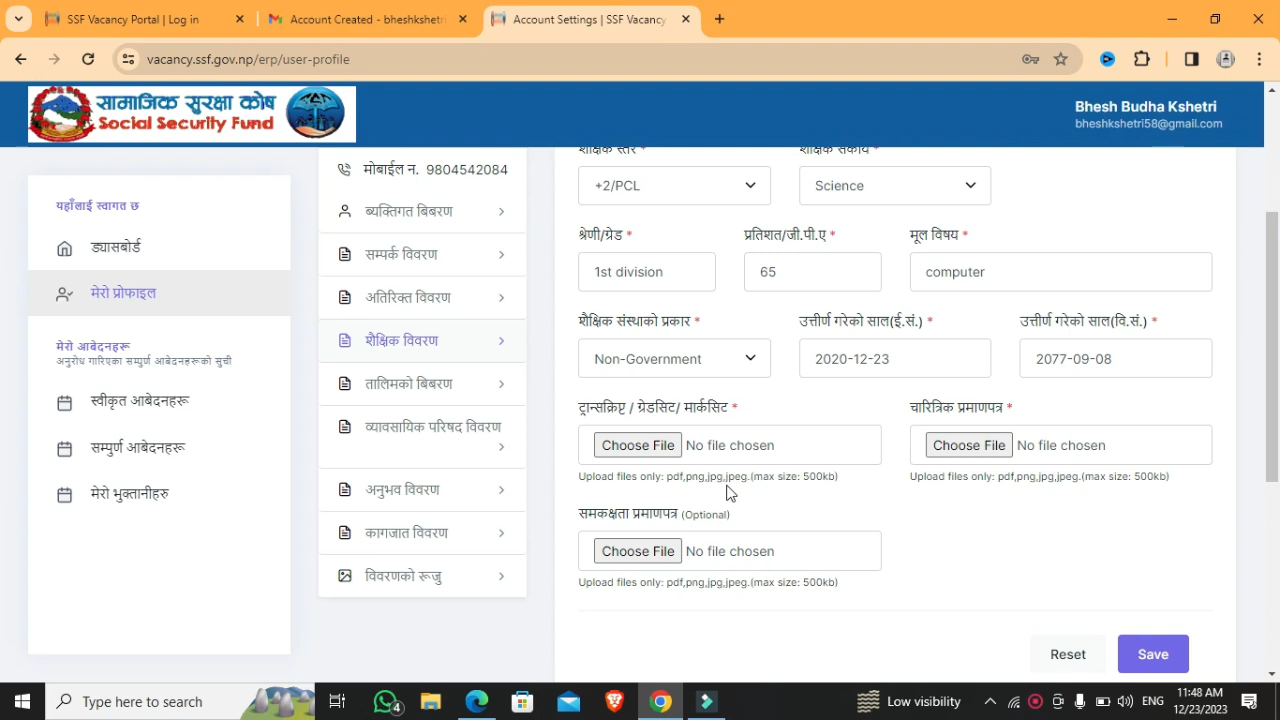 SSF Vacancy Portal | Log in
Account Created - bheshkshetri
Account Settings | SSF Vacancy
vacancy.ssf.gov.np/erp/user-profile
सामाजिक सुरक्षा कोष
Social Security Fund
Bhesh Budha Kshetri
bheshkshetri58@gmail.com
यहाँलाई स्वागत छ
ड्यासबोर्ड
मेरो प्रोफाइल
मेरो आबेदनहरू
अनुरोध गारिएका सम्पुर्ण आबेदनहरूको सुची
स्वीकृत आबेदनहरू
सम्पुर्ण आबेदनहरू
मेरो भुक्तानीहरु
मोबाईल न. 9804542084
ब्यक्तिगत बिबरण
सम्पर्क विवरण
अतिरिक्त विवरण
शैक्षिक विवरण
तालिमको बिबरण
व्यावसायिक परिषद विवरण
अनुभव विवरण
कागजात विवरण
विवरणको रूजु
शैक्षिक स्तर * शैक्षिक संकाय *
+2/PCL Science
श्रेणी/ग्रेड * प्रतिशत/जी.पी.ए * मूल विषय *
1st division 65 computer
शैक्षिक संस्थाको प्रकार * उत्तीर्ण गरेको साल(ई.सं.) * उत्तीर्ण गरेको साल(वि.सं.) *
Non-Government 2020-12-23 2077-09-08
ट्रान्सक्रिप्ट / ग्रेडसिट/ मार्कसिट * चारित्रिक प्रमाणपत्र *
Choose File No file chosen Choose File No file chosen
Upload files only: pdf,png,jpg,jpeg.(max size: 500kb) Upload files only: pdf,png,jpg,jpeg.(max size: 500kb)
समकक्षता प्रमाणपत्र (Optional)
Choose File No file chosen
Upload files only: pdf,png,jpg,jpeg.(max size: 500kb)
Reset Save
Type here to search
4
Low visibility
ENG
11:48 AM
12/23/2023